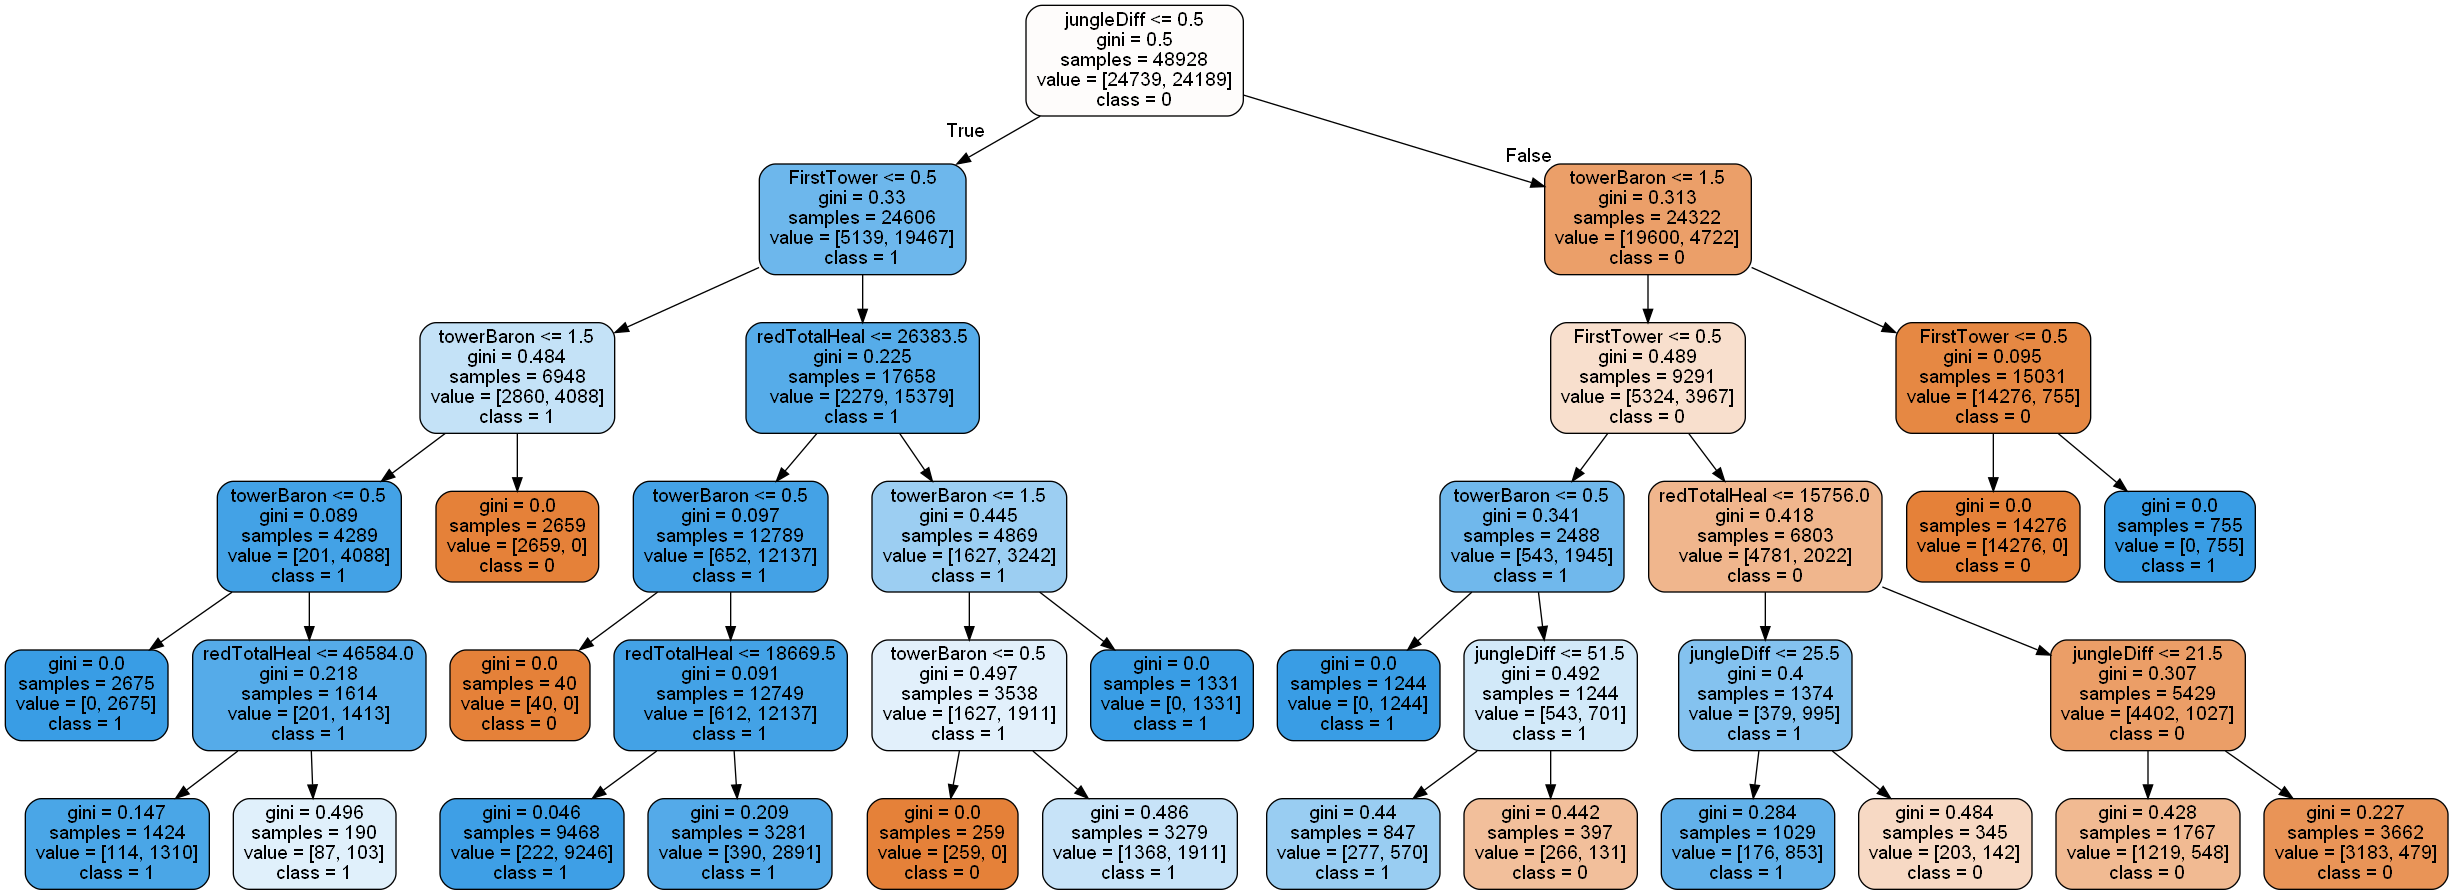 jungleDiff <= 0.5
gini = 0.5
samples = 48928
value = [24739, 24189]
class = 0
True
False
FirstTower <= 0.5
gini = 0.33
samples = 24606
value = [5139, 19467]
class = 1
towerBaron <= 1.5
gini = 0.313
samples = 24322
value = [19600, 4722]
class = 0
towerBaron <= 1.5
gini = 0.484
samples = 6948
value = [2860, 4088]
class = 1
redTotalHeal <= 26383.5
gini = 0.225
samples = 17658
value = [2279, 15379]
class = 1
FirstTower <= 0.5
gini = 0.489
samples = 9291
value = [5324, 3967]
class = 0
FirstTower <= 0.5
gini = 0.095
samples = 15031
value = [14276, 755]
class = 0
towerBaron <= 0.5
gini = 0.089
samples = 4289
value = [201, 4088]
class = 1
gini = 0.0
samples = 2659
value = [2659, 0]
class = 0
towerBaron <= 0.5
gini = 0.097
samples = 12789
value = [652, 12137]
class = 1
towerBaron <= 1.5
gini = 0.445
samples = 4869
value = [1627, 3242]
class = 1
towerBaron <= 0.5
gini = 0.341
samples = 2488
value = [543, 1945]
class = 1
redTotalHeal <= 15756.0
gini = 0.418
samples = 6803
value = [4781, 2022]
class = 0
gini = 0.0
samples = 14276
value = [14276, 0]
class = 0
gini = 0.0
samples = 755
value = [0, 755]
class = 1
gini = 0.0
samples = 2675
value = [0, 2675]
class = 1
redTotalHeal <= 46584.0
gini = 0.218
samples = 1614
value = [201, 1413]
class = 1
gini = 0.0
samples = 40
value = [40, 0]
class = 0
redTotalHeal <= 18669.5
gini = 0.091
samples = 12749
value = [612, 12137]
class = 1
towerBaron <= 0.5
gini = 0.497
samples = 3538
value = [1627, 1911]
class = 1
gini = 0.0
samples = 1331
value = [0, 1331]
class = 1
gini = 0.0
samples = 1244
value = [0, 1244]
class = 1
jungleDiff <= 51.5
gini = 0.492
samples = 1244
value = [543, 701]
class = 1
jungleDiff <= 25.5
gini = 0.4
samples = 1374
value = [379, 995]
class = 1
jungleDiff <= 21.5
gini = 0.307
samples = 5429
value = [4402, 1027]
class = 0
gini = 0.147
samples = 1424
value = [114, 1310]
class = 1
gini = 0.496
samples = 190
value = [87, 103]
class = 1
gini = 0.046
samples = 9468
value = [222, 9246]
class = 1
gini = 0.209
samples = 3281
value = [390, 2891]
class = 1
gini = 0.0
samples = 259
value = [259, 0]
class = 0
gini = 0.486
samples = 3279
value = [1368, 1911]
class = 1
gini = 0.44
samples = 847
value = [277, 570]
class = 1
gini = 0.442
samples = 397
value = [266, 131]
class = 0
gini = 0.284
samples = 1029
value = [176, 853]
class = 1
gini = 0.484
samples = 345
value = [203, 142]
class = 0
gini = 0.428
samples = 1767
value = [1219, 548]
class = 0
gini = 0.227
samples = 3662
value = [3183, 479]
class = 0